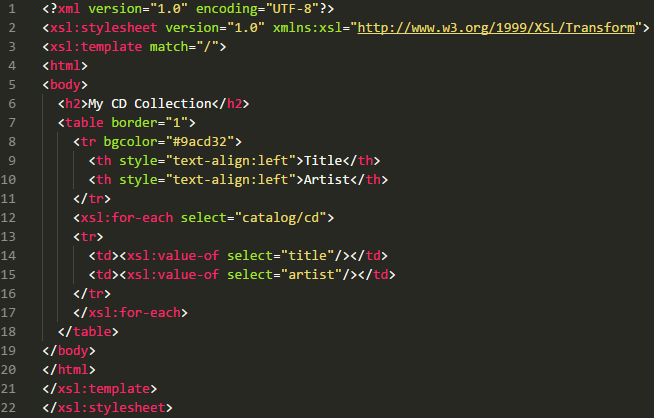 1 <?xml version="1.0" encoding="UTF-8"?>
2 <xsl:stylesheet version="1.0" xmlns:xsl="http://www.w3.org/1999/XSL/Transform">
3 <xsl:template match="/">
4 <html>
5 <body>
6   <h2>My CD Collection</h2>
7   <table border="1">
8     <tr bgcolor="#9acd32">
9       <th style="text-align:left">Title</th>
10       <th style="text-align:left">Artist</th>
11     </tr>
12     <xsl:for-each select="catalog/cd">
13     <tr>
14       <td><xsl:value-of select="title"/></td>
15       <td><xsl:value-of select="artist"/></td>
16     </tr>
17     </xsl:for-each>
18   </table>
19 </body>
20 </html>
21 </xsl:template>
22 </xsl:stylesheet>